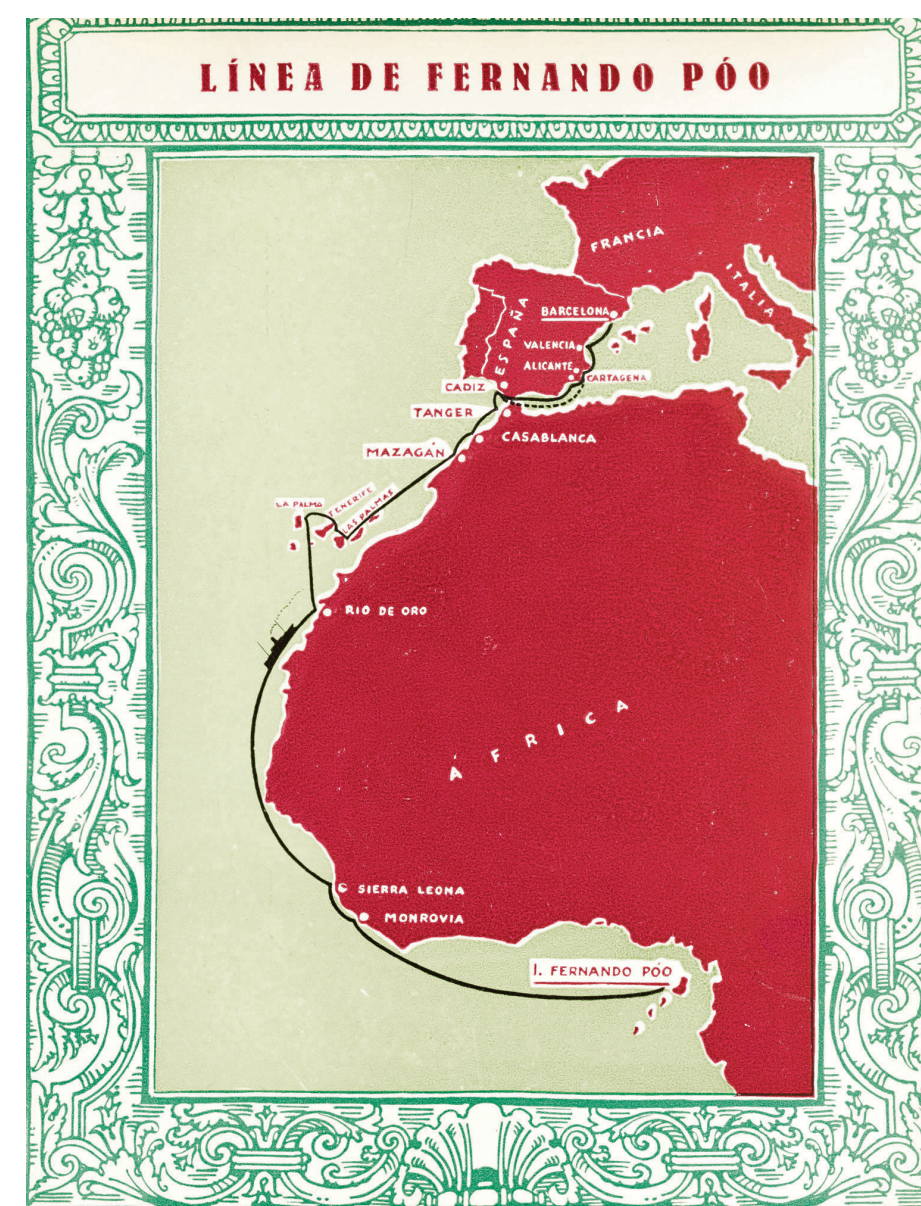 LÍNEA DE FERNANDO PÓO
FRANCIA
ITALIA
ESPAÑA
BARCELONA
VALENCIA
ALICANTE
CARTAGENA
CADIZ
TANGER
CASABLANCA
MAZAGÁN
LA PALMA
TENERIFE
LAS PALMAS
RIO DE ORO
ÁFRICA
SIERRA LEONA
MONROVIA
I. FERNANDO PÓO